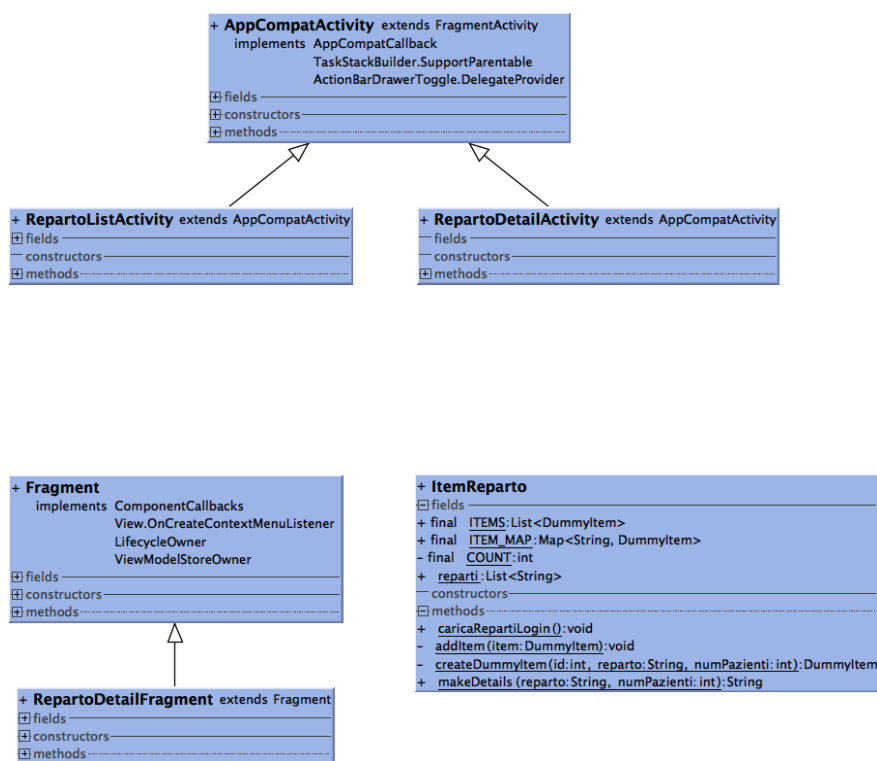 + AppCompatActivity extends FragmentActivity
implements AppCompatCallback
TaskStackBuilder.SupportParentable
ActionBarDrawerToggle.DelegateProvider
fields
constructors
methods
+ RepartoListActivity extends AppCompatActivity
fields
constructors
methods
+ RepartoDetailActivity extends AppCompatActivity
fields
constructors
methods
+ Fragment
implements ComponentCallbacks
View.OnCreateContextMenuListener
LifecycleOwner
ViewModelStoreOwner
fields
constructors
methods
+ RepartoDetailFragment extends Fragment
fields
constructors
methods
+ ItemReparto
fields
+ final ITEMS:List<DummyItem>
+ final ITEM_MAP:Map<String, DummyItem>
- final COUNT:int
+ reparti:List<String>
constructors
methods
+ caricaRepartiLogin():void
- addItem(item:DummyItem):void
- createDummyItem(id:int, reparto:String, numPazienti:int):DummyItem
+ makeDetails(reparto:String, numPazienti:int):String